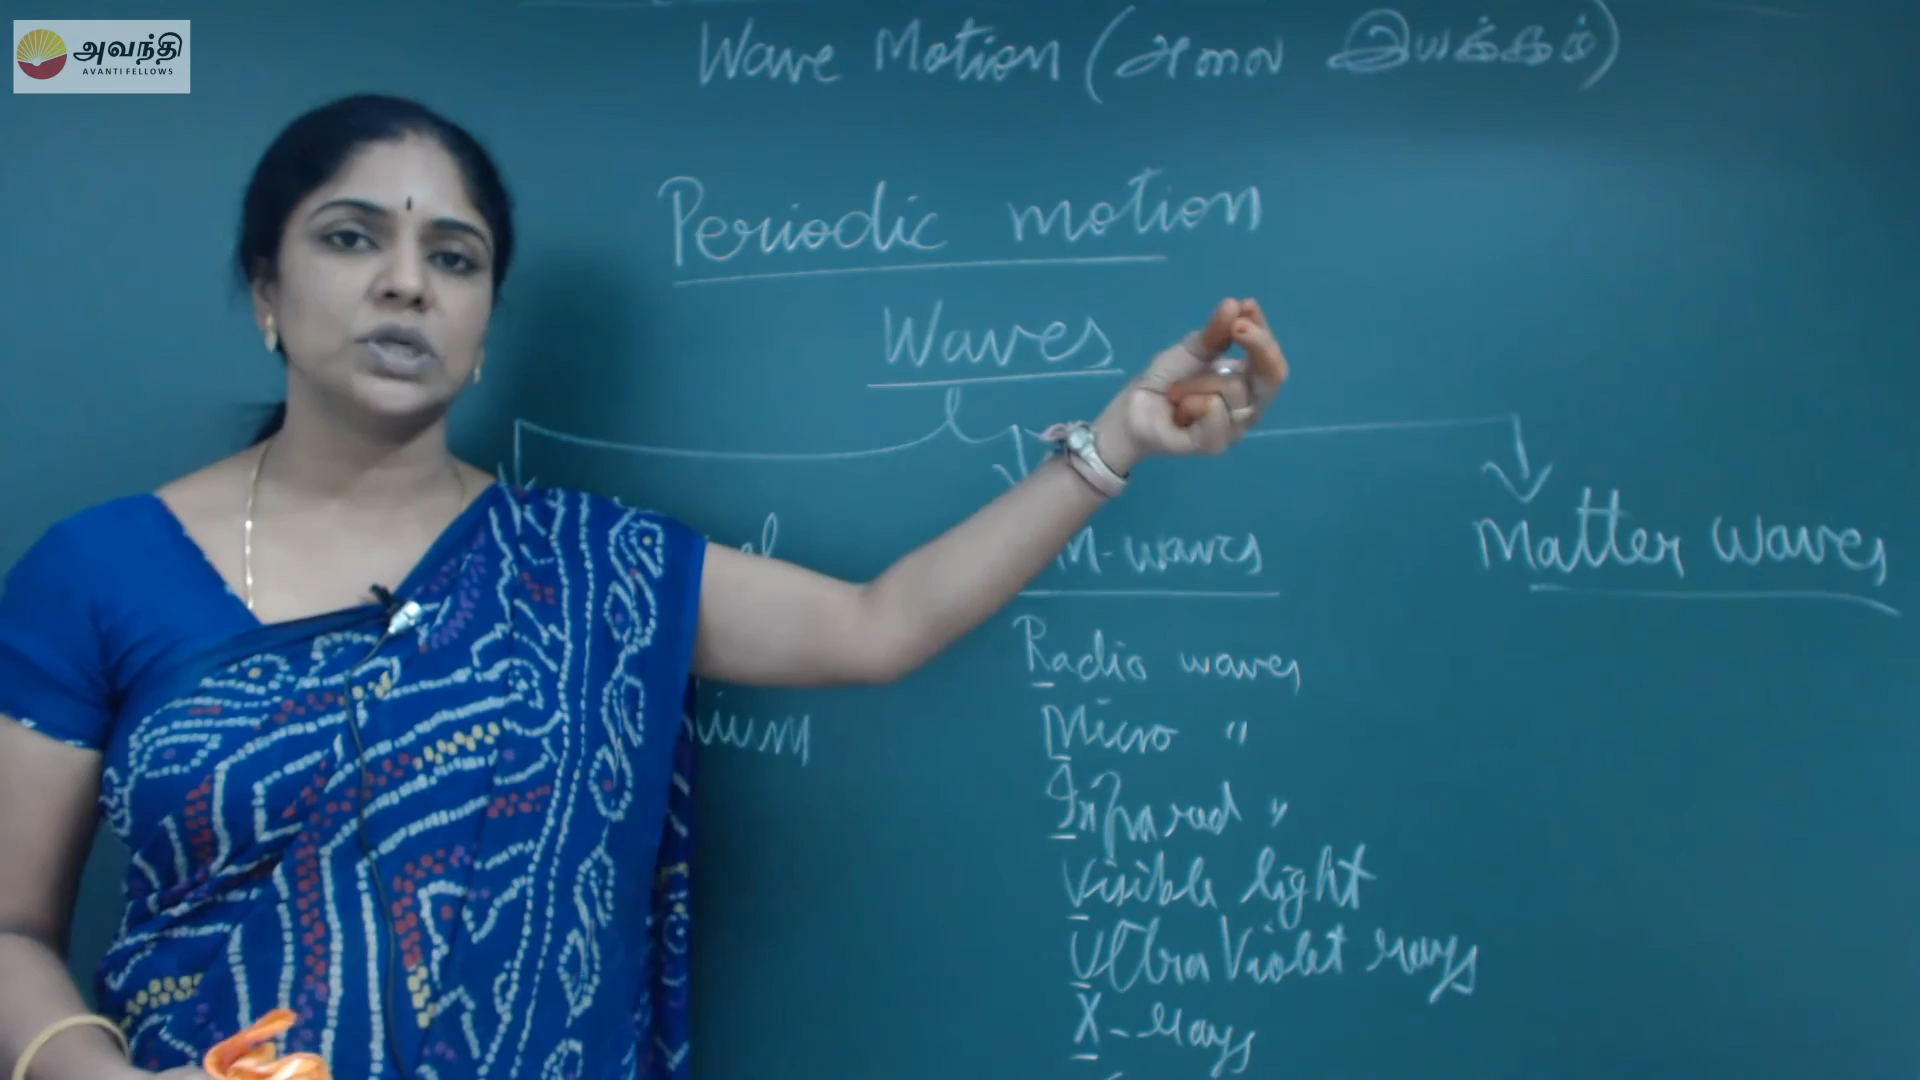 அவந்தி
AVANTI FELLOWS
Wave Motion (அலை இயக்கம்)
Periodic motion
Waves
M-waves
Matter waves
Radio waves
Micro "
Infrared "
Visible light
Ultra Violet rays
X-rays